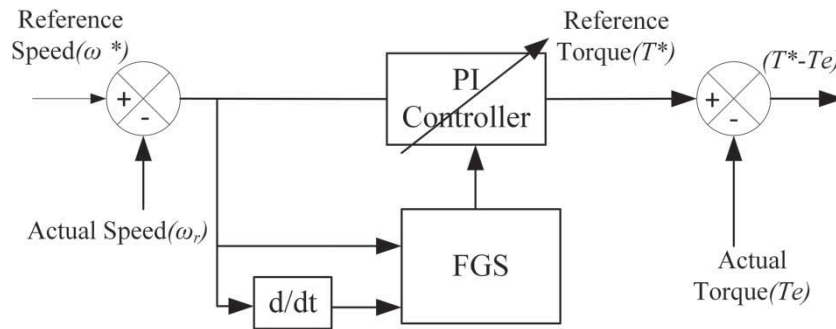 Reference
Speed(ω *)
+
-
Actual Speed(ωr)
PI
Controller
Reference
Torque(T*)
(T*-Te)
+
-
Actual
Torque(Te)
FGS
d/dt